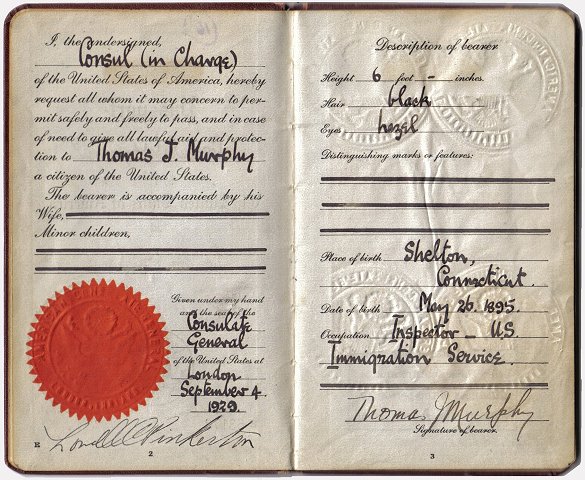 I, the undersigned,
Consul (in Charge)
of the United States of America, hereby
request all whom it may concern to per-
mit safely and freely to pass, and in case
of need to give all lawful aid and protec-
tion to Thomas J. Murphy
a citizen of the United States.
The bearer is accompanied by his
Wife,
Minor children,
Given under my hand
and the seal of the
Consulate
General
of the United States at
London
September 4
1929.
Lowell C Pinkerton
E
2
Description of bearer
Height 6 feet - inches.
Hair black
Eyes hazel
Distinguishing marks or features:
Place of birth Shelton,
Connecticut.
Date of birth May 26. 1895.
Occupation Inspector - U.S.
Immigration Service.
Thomas J Murphy
Signature of bearer.
3